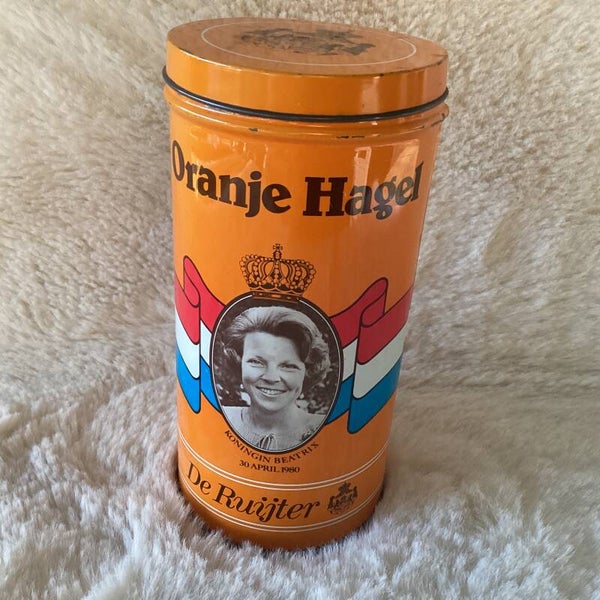 Oranje Hagel
KONINGIN BEATRIX
30 APRIL 1980
De Ruijter